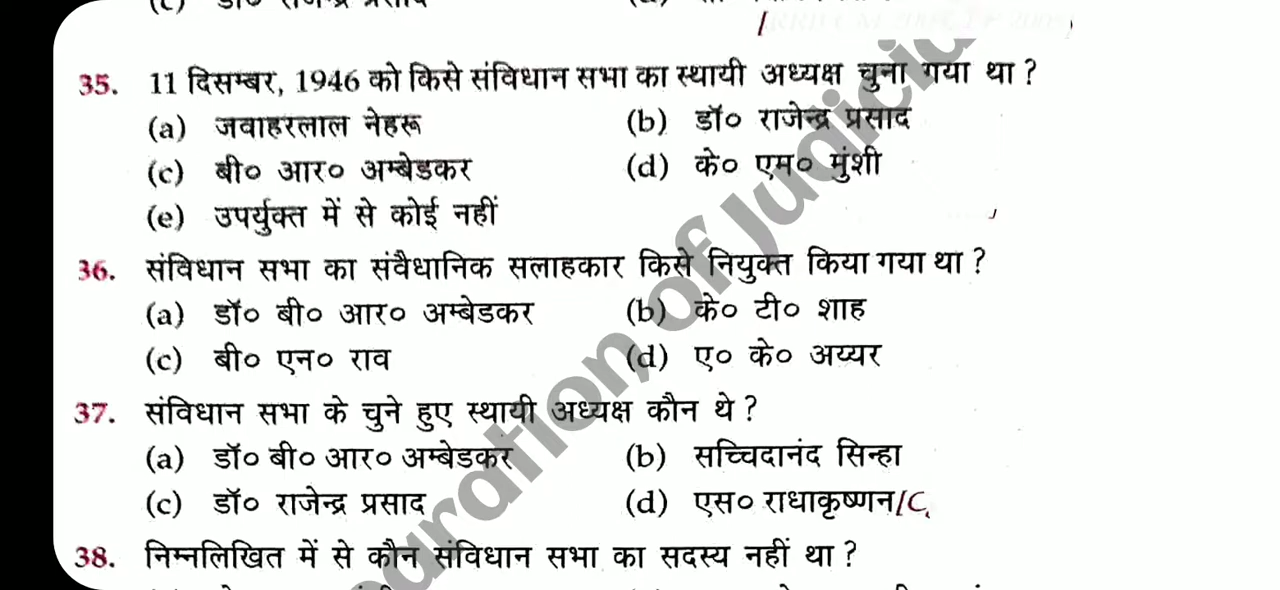 35. 11 दिसम्बर, 1946 को किसे संविधान सभा का स्थायी अध्यक्ष चुना गया था ?
(a) जवाहरलाल नेहरू (b) डॉ० राजेन्द्र प्रसाद
(c) बी० आर० अम्बेडकर (d) के० एम० मुंशी
(e) उपर्युक्त में से कोई नहीं
36. संविधान सभा का संवैधानिक सलाहकार किसे नियुक्त किया गया था ?
(a) डॉ० बी० आर० अम्बेडकर (b) के० टी० शाह
(c) बी० एन० राव (d) ए० के० अय्यर
37. संविधान सभा के चुने हुए स्थायी अध्यक्ष कौन थे ?
(a) डॉ० बी० आर० अम्बेडकर (b) सच्चिदानंद सिन्हा
(c) डॉ० राजेन्द्र प्रसाद (d) एस० राधाकृष्णन/C,
38. निम्नलिखित में से कौन संविधान सभा का सदस्य नहीं था ?